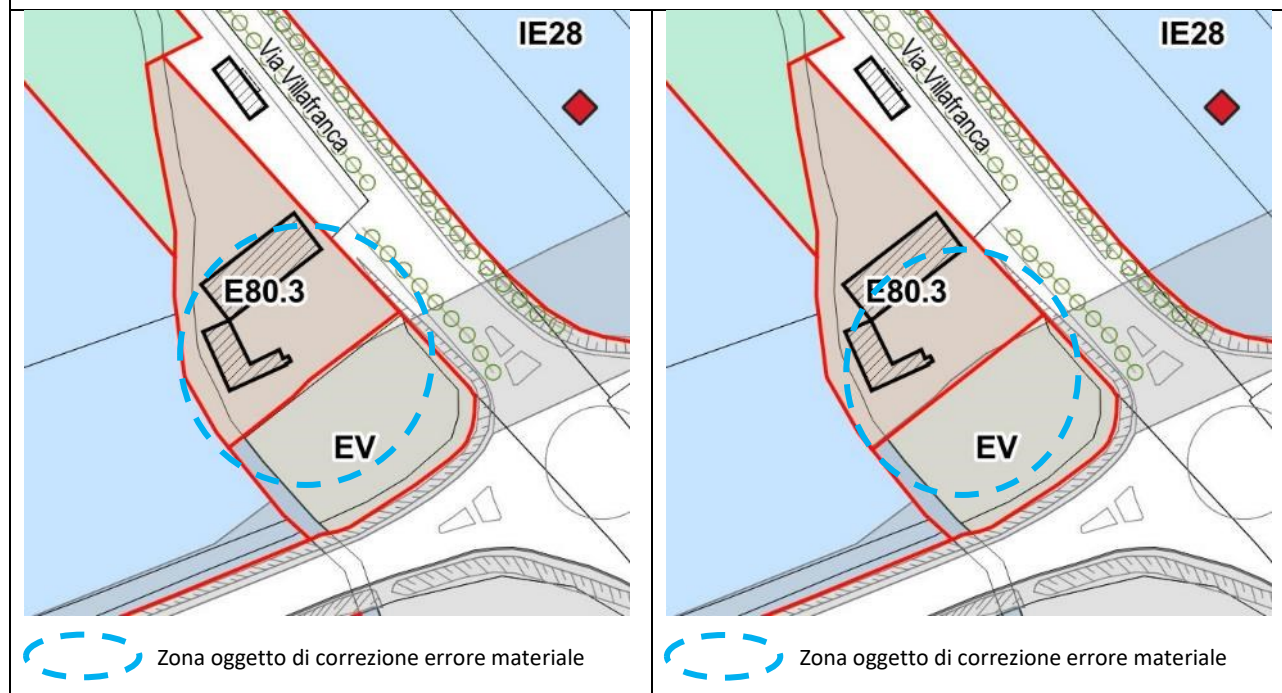 IE28
Via Villafranca
E80.3
EV
Zona oggetto di correzione errore materiale
IE28
Via Villafranca
E80.3
EV
Zona oggetto di correzione errore materiale